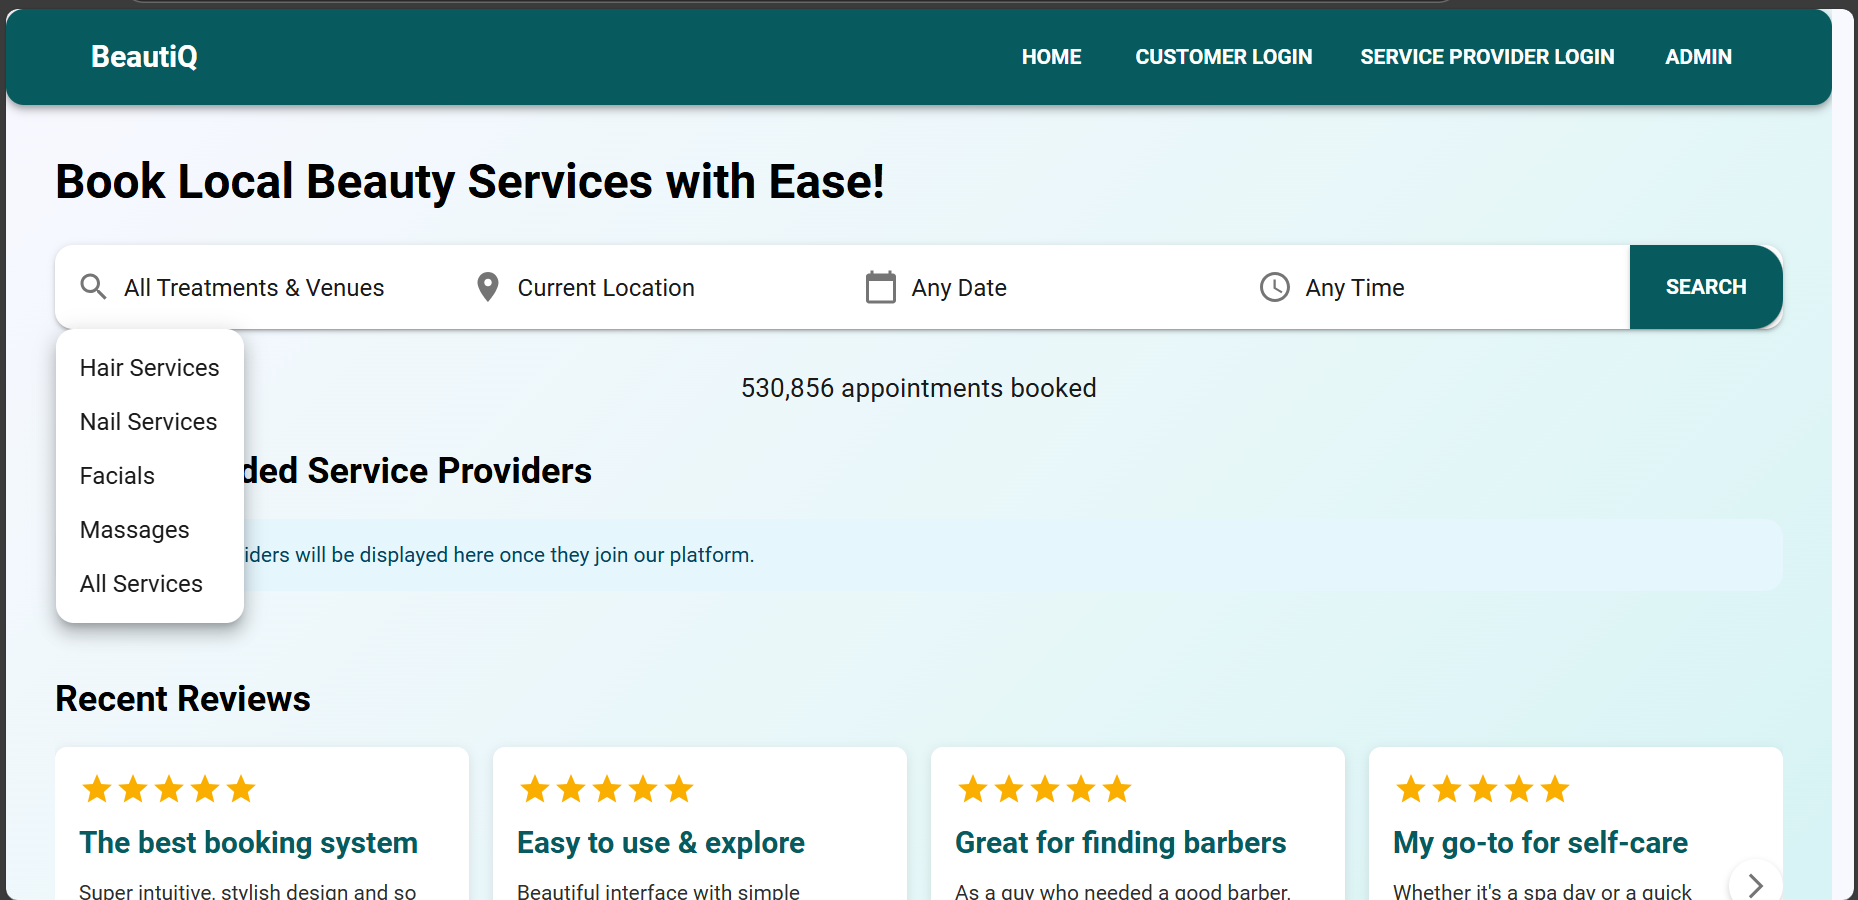 BeautiQ
HOME CUSTOMER LOGIN SERVICE PROVIDER LOGIN ADMIN
Book Local Beauty Services with Ease!
All Treatments & Venues Current Location Any Date Any Time SEARCH
Hair Services
Nail Services
Facials
Massages
All Services
530,856 appointments booked
ded Service Providers
iders will be displayed here once they join our platform.
Recent Reviews
The best booking system
Super intuitive, stylish design and so
Easy to use & explore
Beautiful interface with simple
Great for finding barbers
As a guy who needed a good barber,
My go-to for self-care
Whether it's a spa day or a quick